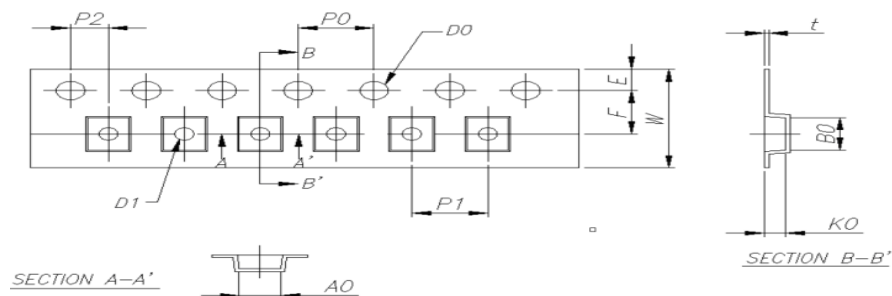 P2
P0
D0
B
t
E
F
W
B0
A
A'
D1
B'
P1
K0
SECTION A-A'
A0
SECTION B-B'